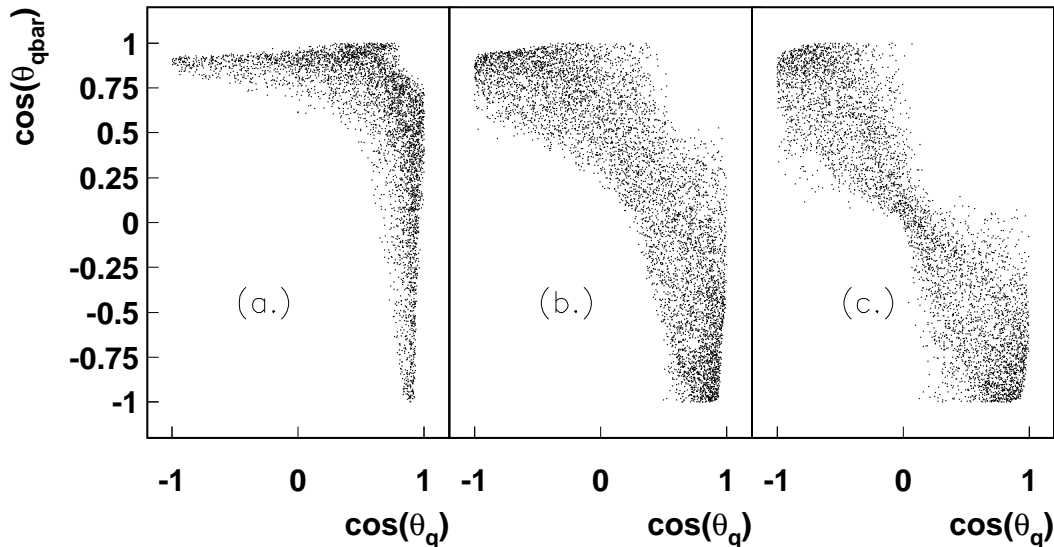 cos(θqbar)
1
0.75
0.5
0.25
0
-0.25
-0.5
-0.75
-1
(a.)
(b.)
(c.)
-1 0 1 -1 0 1 -1 0 1
cos(θq) cos(θq) cos(θq)